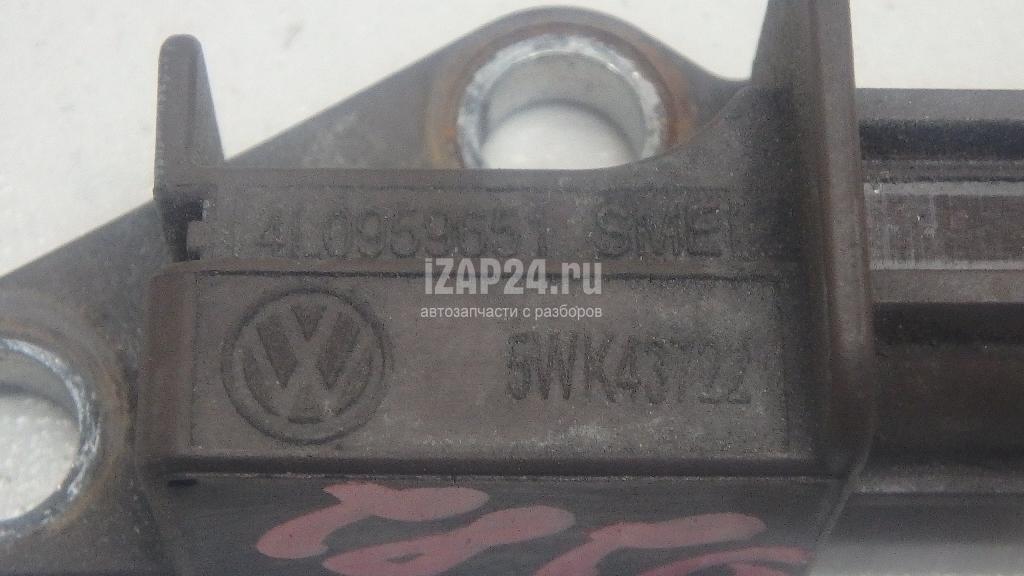 4L0959651 SME
iZAP24.ru
автозапчасти с разборов
5WK43722